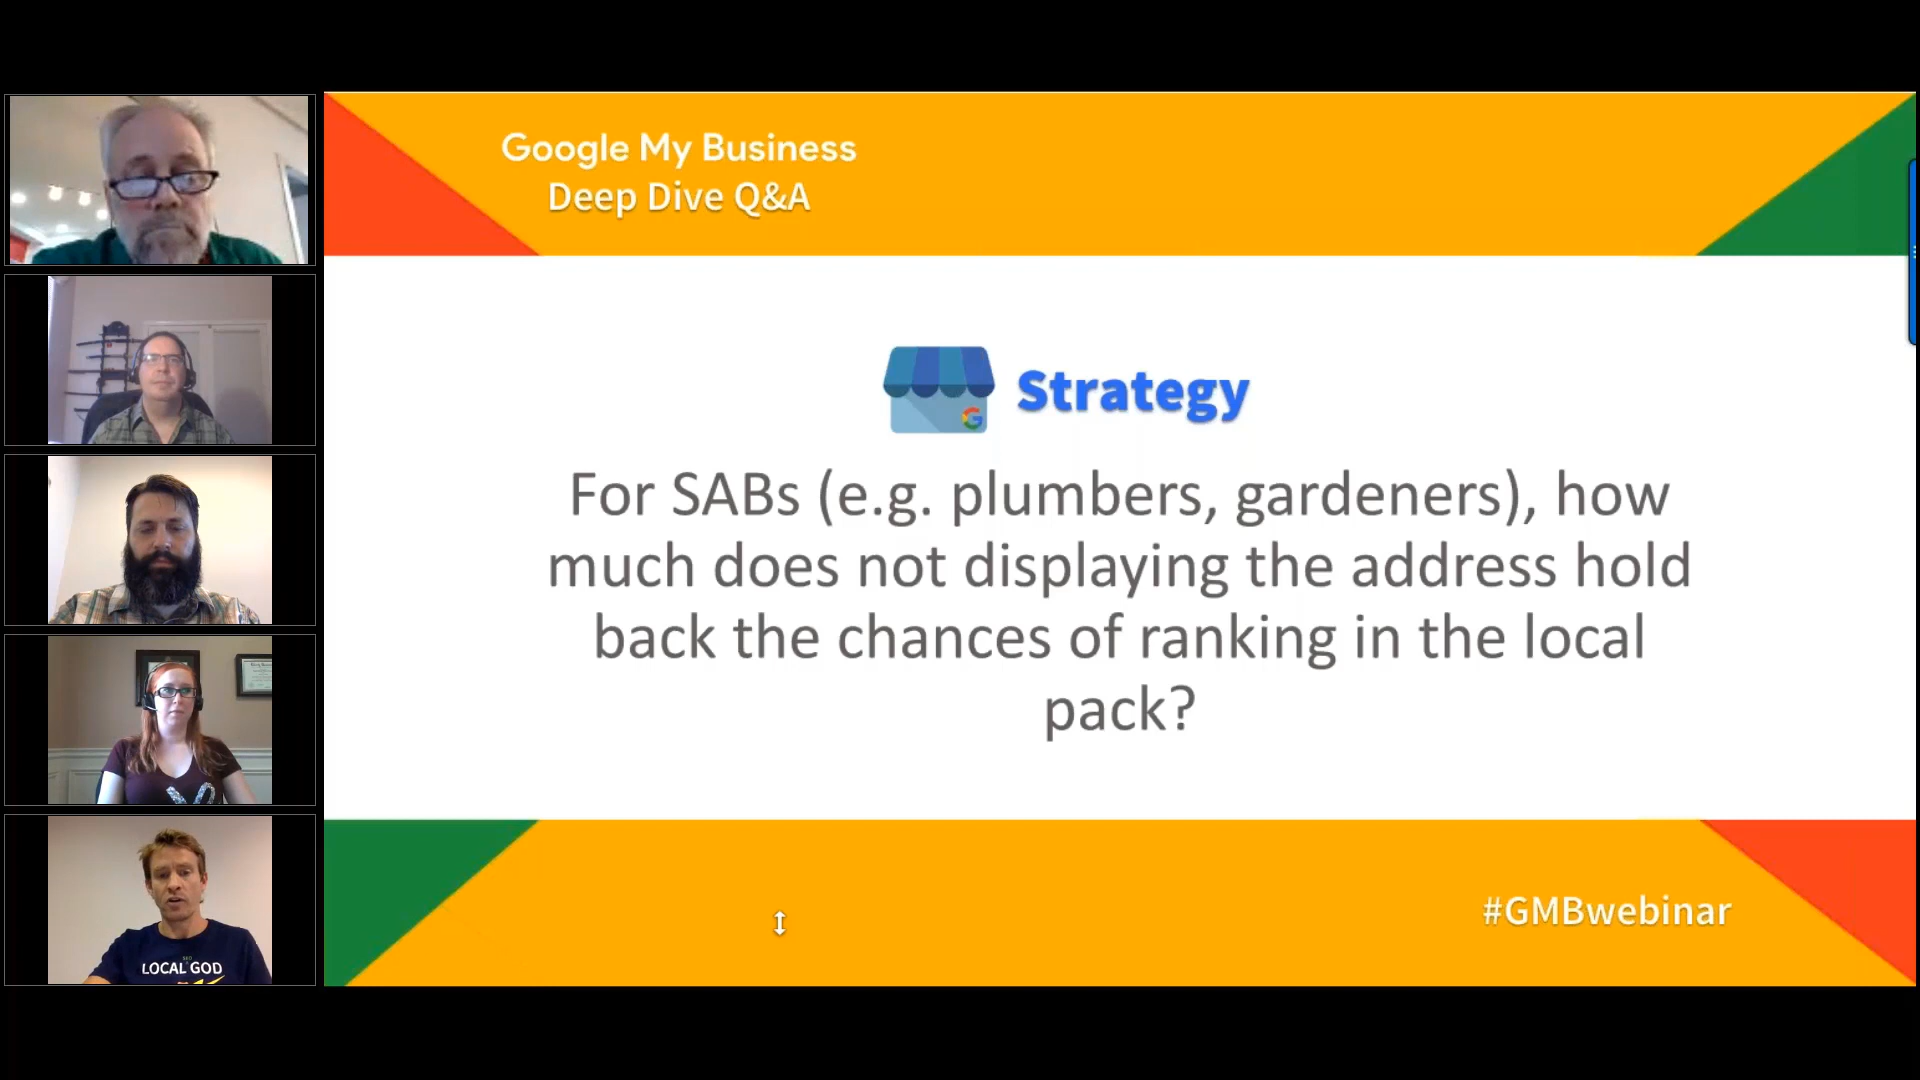 Google My Business
Deep Dive Q&A
Strategy
For SABs (e.g. plumbers, gardeners), how
much does not displaying the address hold
back the chances of ranking in the local
pack?
#GMBwebinar
LOCAL GOD